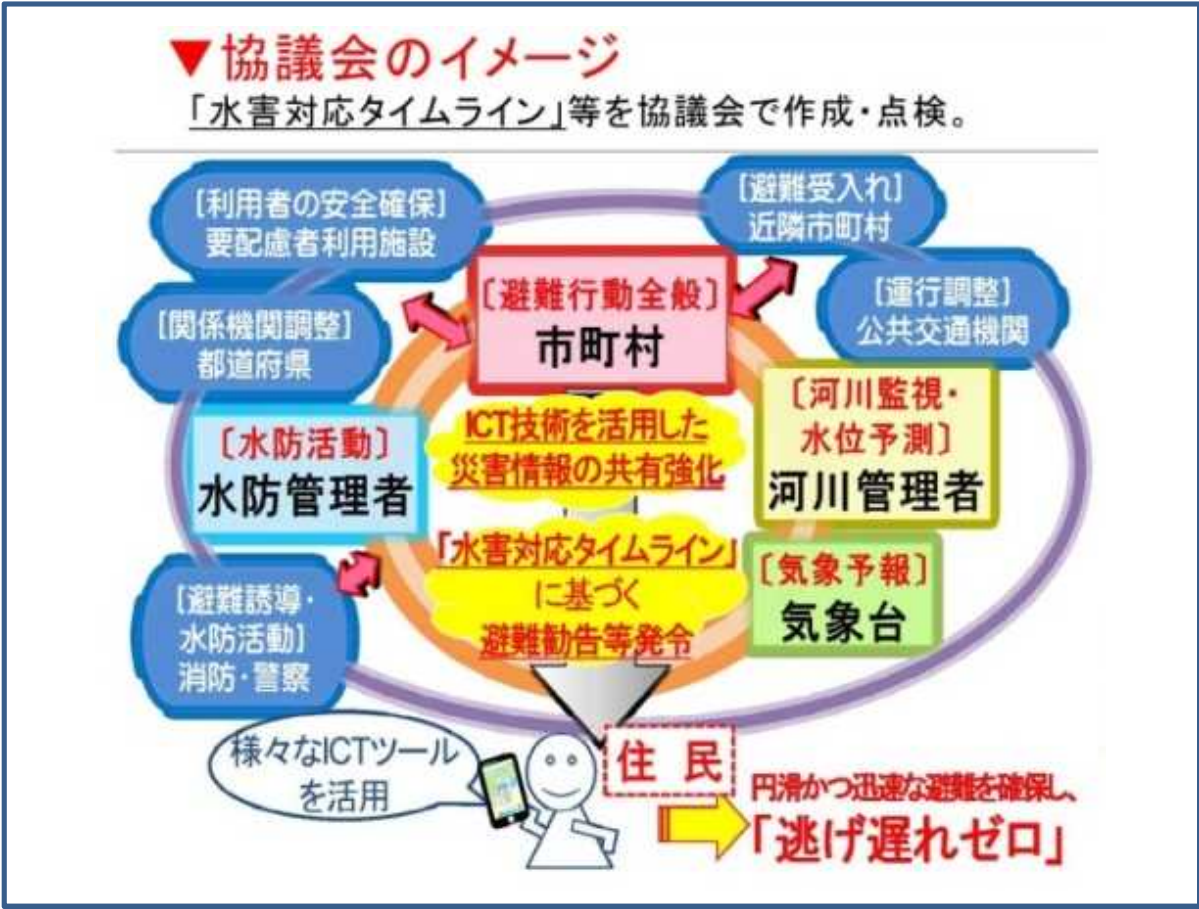 ▼協議会のイメージ
「水害対応タイムライン」等を協議会で作成・点検。
[利用者の安全確保]
要配慮者利用施設
[避難受入れ]
近隣市町村
[関係機関調整]
都道府県
〔避難行動全般〕
市町村
[運行調整]
公共交通機関
〔水防活動〕
水防管理者
ICT技術を活用した
災害情報の共有強化
〔河川監視・
水位予測〕
河川管理者
「水害対応タイムライン」
に基づく
避難勧告等発令
〔気象予報〕
気象台
[避難誘導・
水防活動]
消防・警察
様々なICTツール
を活用
住民
円滑かつ迅速な避難を確保し、
「逃げ遅れゼロ」